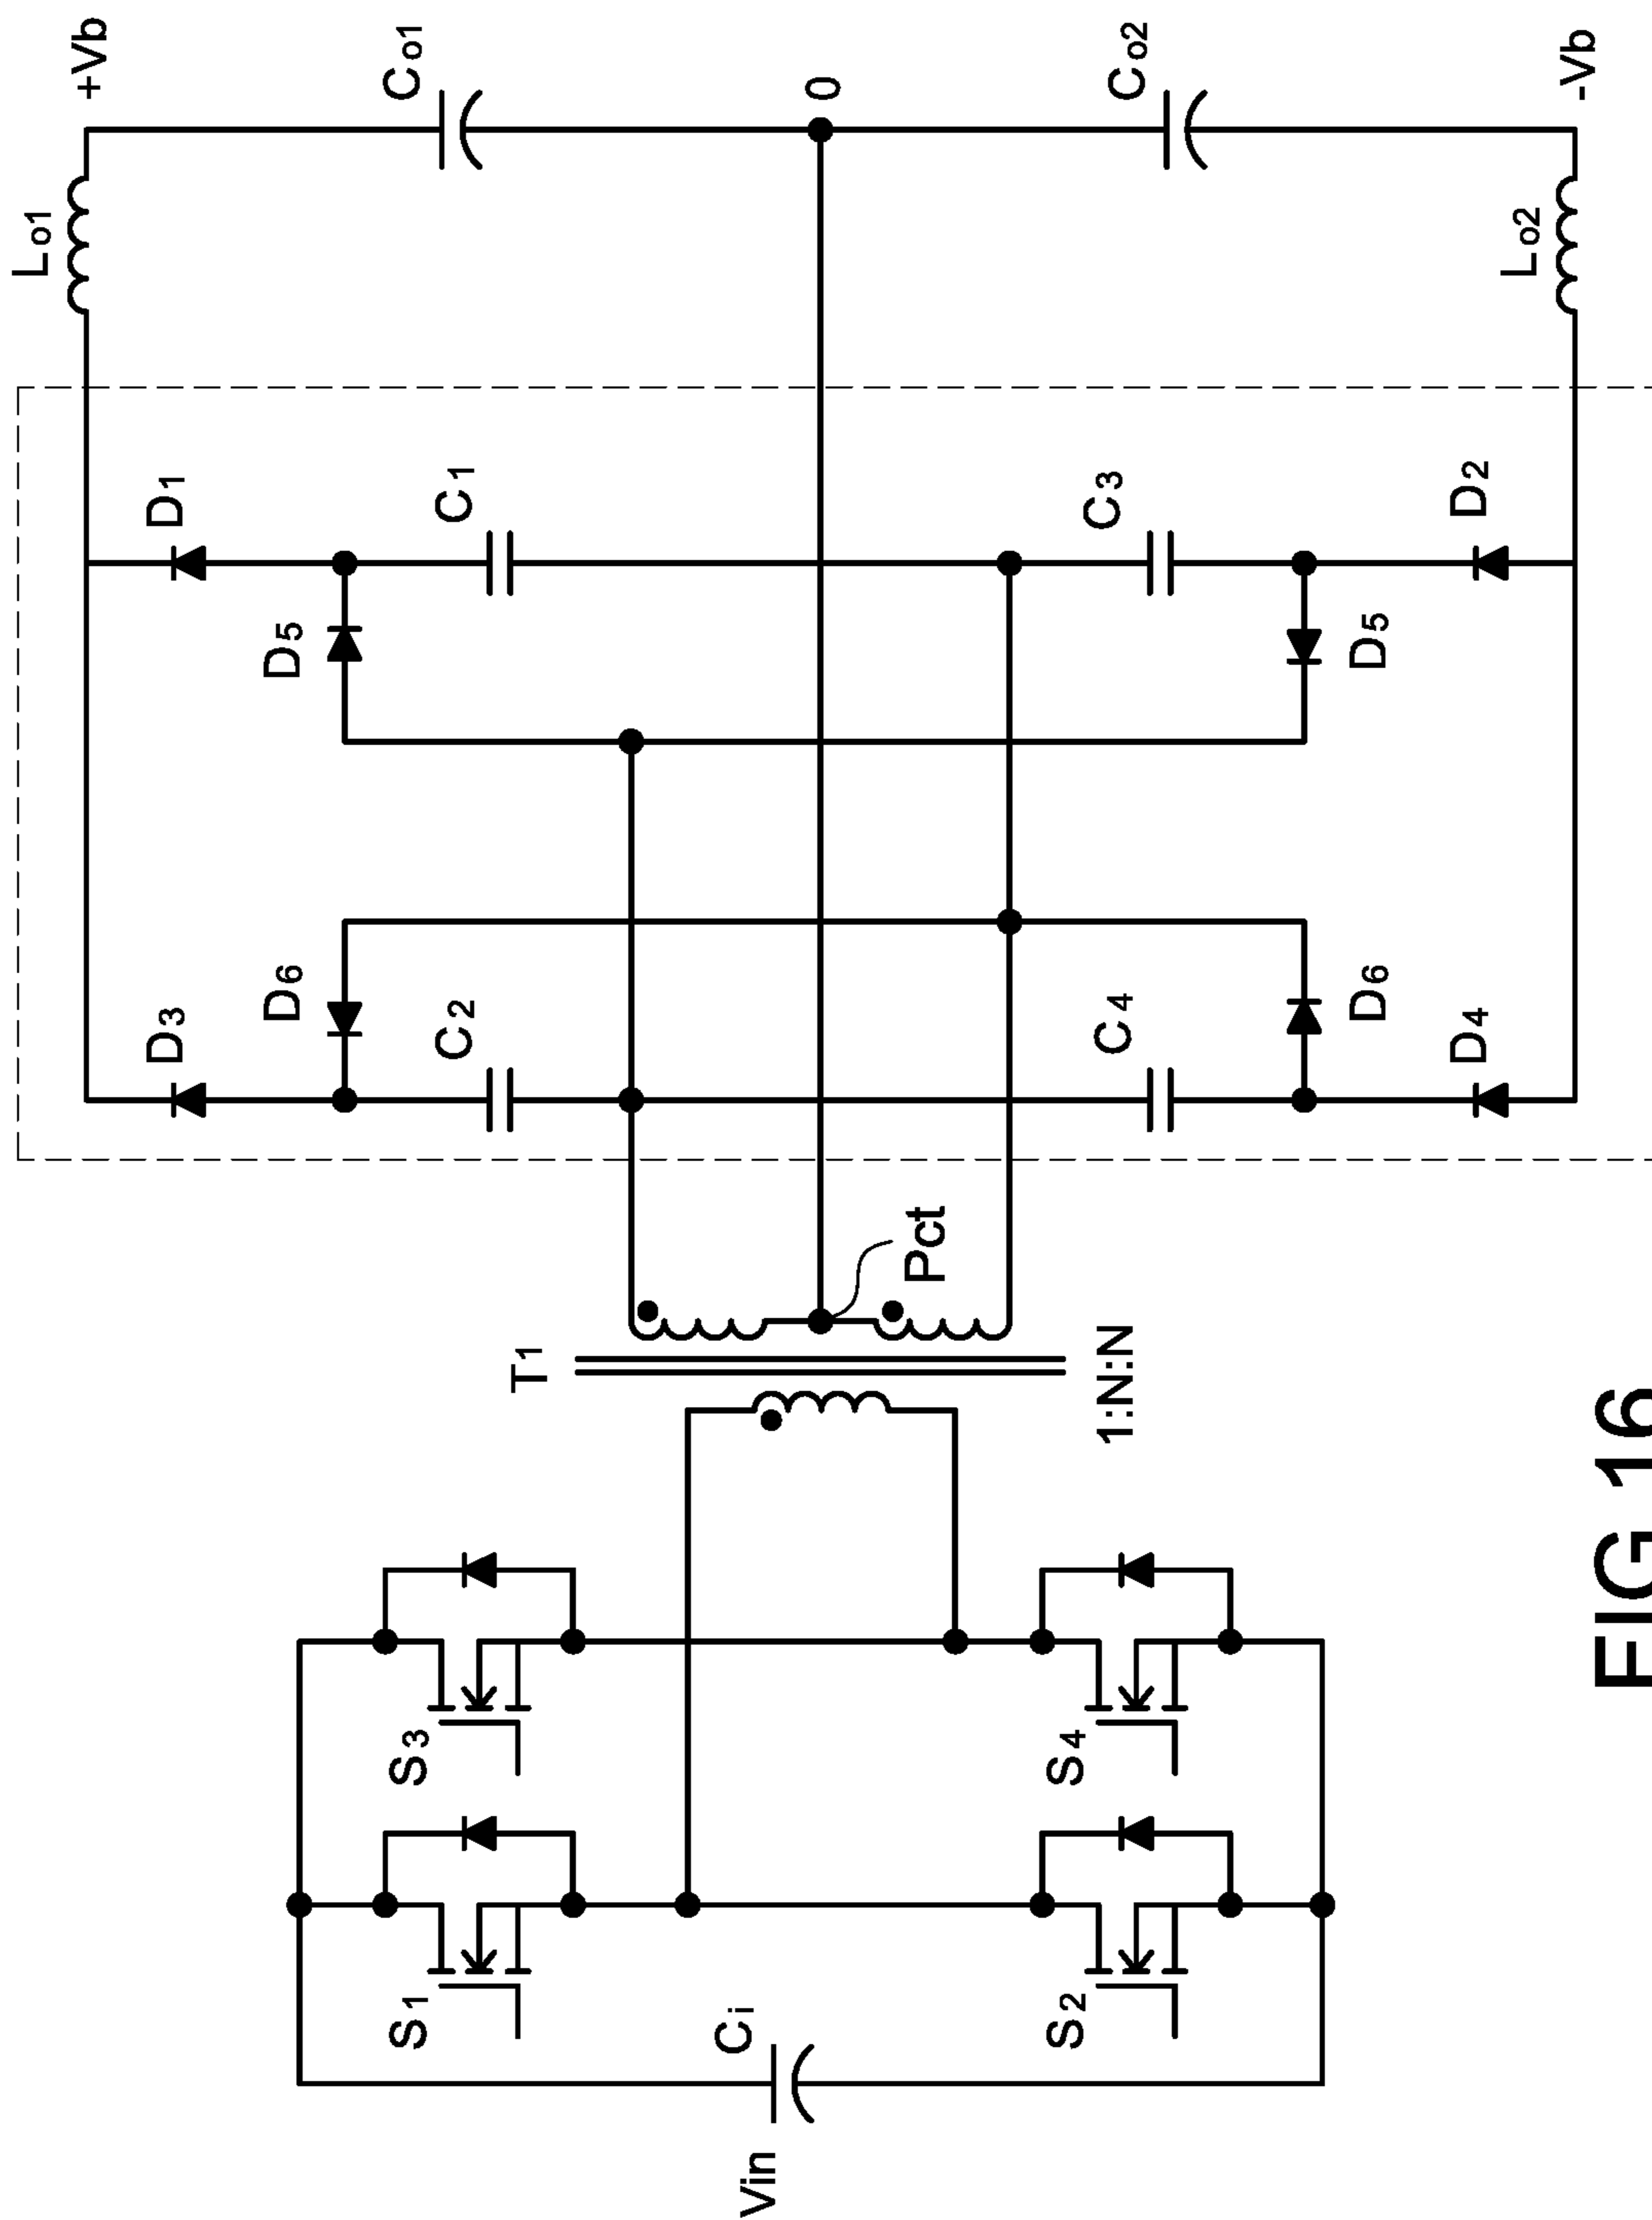 +Vb
Lo1
Co1
0
Co2
-Vb
Lo2
D1
C1
D5
C3
D2
D5
D3
D6
C2
C4
D6
D4
Pct
T1
1:N:N
S3
S4
S1
S2
Ci
Vin
FIG 16